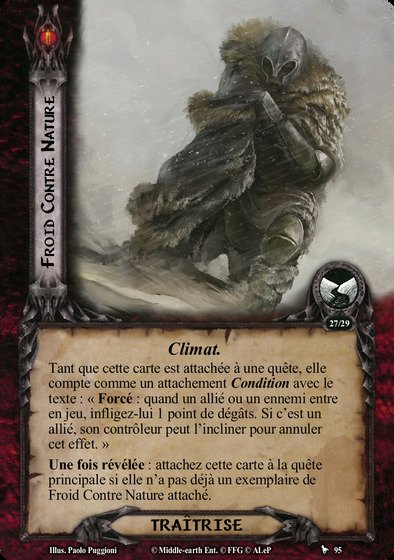 Froid Contre Nature
27/29
Climat.
Tant que cette carte est attachée à une quête, elle
compte comme un attachement Condition avec le
texte : « Forcé : quand un allié ou un ennemi entre
en jeu, infligez-lui 1 point de dégâts. Si c'est un
allié, son contrôleur peut l'incliner pour annuler
cet effet. »
Une fois révélée : attachez cette carte à la quête
principale si elle n'a pas déjà un exemplaire de
Froid Contre Nature attaché.
TRAÎTRISE
Illus. Paolo Puggioni © Middle-earth Ent. © FFG © ALeP 95